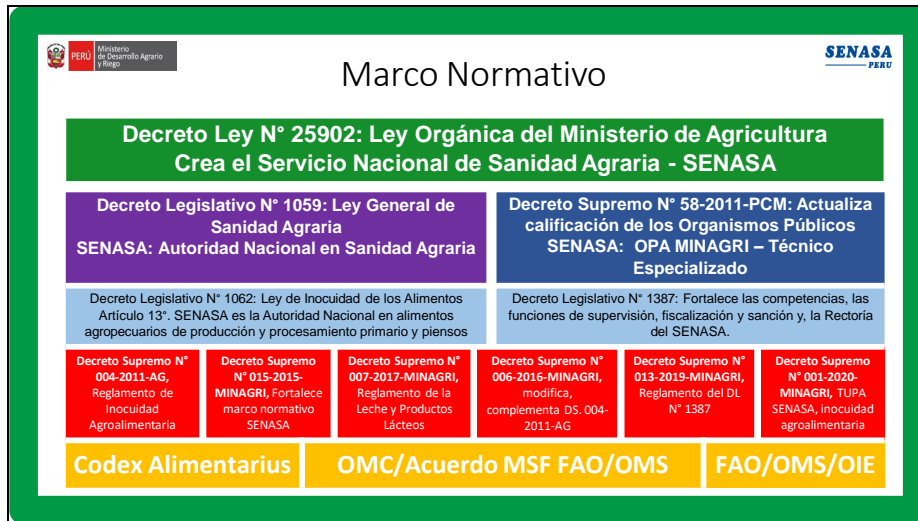 PERÚ
Ministerio
de Desarrollo Agrario
y Riego
SENASA
PERU
Marco Normativo
Decreto Ley N° 25902: Ley Orgánica del Ministerio de Agricultura
Crea el Servicio Nacional de Sanidad Agraria - SENASA
Decreto Legislativo N° 1059: Ley General de
Sanidad Agraria
SENASA: Autoridad Nacional en Sanidad Agraria
Decreto Supremo N° 58-2011-PCM: Actualiza
calificación de los Organismos Públicos
SENASA: OPA MINAGRI – Técnico
Especializado
Decreto Legislativo N° 1062: Ley de Inocuidad de los Alimentos
Artículo 13°. SENASA es la Autoridad Nacional en alimentos
agropecuarios de producción y procesamiento primario y piensos
Decreto Legislativo N° 1387: Fortalece las competencias, las
funciones de supervisión, fiscalización y sanción y, la Rectoría
del SENASA.
Decreto Supremo N°
004-2011-AG,
Reglamento de
Inocuidad
Agroalimentaria
Decreto Supremo
N° 015-2015-
MINAGRI, Fortalece
marco normativo
SENASA
Decreto Supremo N°
007-2017-MINAGRI,
Reglamento de la
Leche y Productos
Lácteos
Decreto Supremo N°
006-2016-MINAGRI,
modifica,
complementa DS. 004-
2011-AG
Decreto Supremo N°
013-2019-MINAGRI,
Reglamento del DL
N° 1387
Decreto Supremo
N° 001-2020-
MINAGRI, TUPA
SENASA, inocuidad
agroalimentaria
Codex Alimentarius
OMC/Acuerdo MSF FAO/OMS
FAO/OMS/OIE